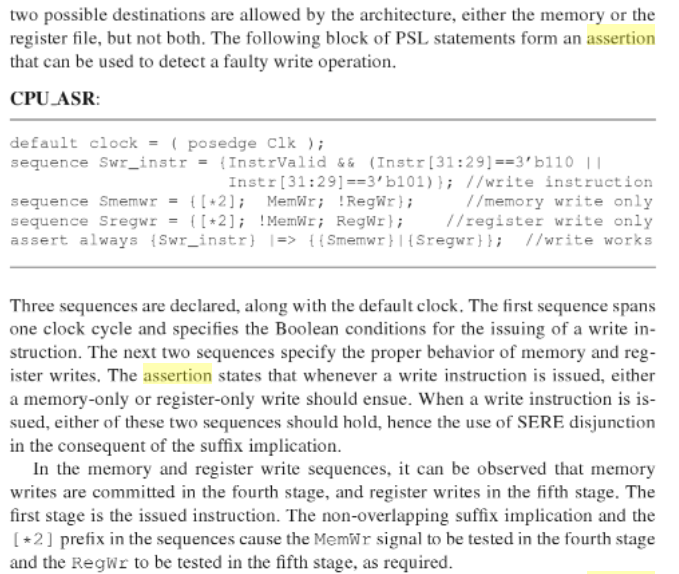 two possible destinations are allowed by the architecture, either the memory or the
register file, but not both. The following block of PSL statements form an assertion
that can be used to detect a faulty write operation.
CPU_ASR:
default clock = ( posedge Clk );
sequence Swr_instr = {InstrValid && (Instr[31:29]==3’b110 ||
Instr[31:29]==3’b101)}; //write instruction
sequence Smemwr = {[*2]; MemWr; !RegWr}; //memory write only
sequence Sregwr = {[*2]; !MemWr; RegWr}; //register write only
assert always {Swr_instr} |=> {{Smemwr}|{Sregwr}}; //write works
Three sequences are declared, along with the default clock. The first sequence spans
one clock cycle and specifies the Boolean conditions for the issuing of a write in-
struction. The next two sequences specify the proper behavior of memory and reg-
ister writes. The assertion states that whenever a write instruction is issued, either
a memory-only or register-only write should ensue. When a write instruction is is-
sued, either of these two sequences should hold, hence the use of SERE disjunction
in the consequent of the suffix implication.
In the memory and register write sequences, it can be observed that memory
writes are committed in the fourth stage, and register writes in the fifth stage. The
first stage is the issued instruction. The non-overlapping suffix implication and the
[*2] prefix in the sequences cause the MemWr signal to be tested in the fourth stage
and the RegWr to be tested in the fifth stage, as required.